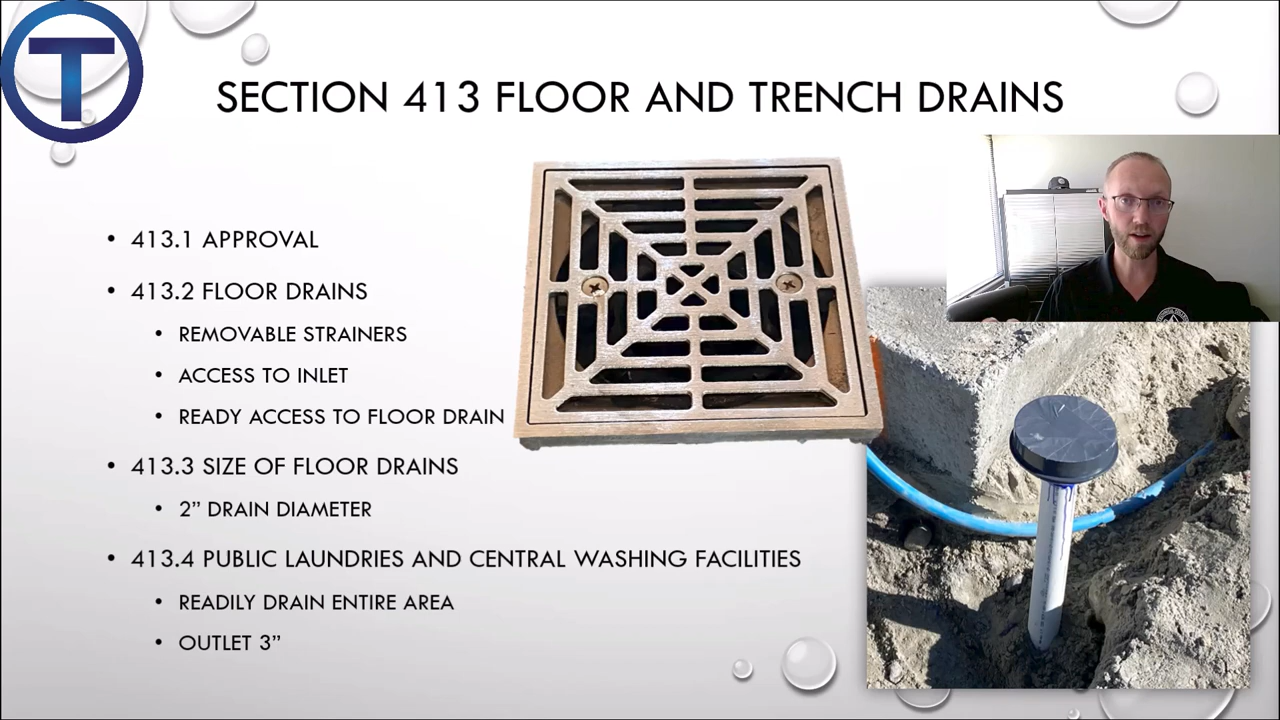 T
SECTION 413 FLOOR AND TRENCH DRAINS
• 413.1 APPROVAL
• 413.2 FLOOR DRAINS
• REMOVABLE STRAINERS
• ACCESS TO INLET
• READY ACCESS TO FLOOR DRAIN
• 413.3 SIZE OF FLOOR DRAINS
• 2” DRAIN DIAMETER
• 413.4 PUBLIC LAUNDRIES AND CENTRAL WASHING FACILITIES
• READILY DRAIN ENTIRE AREA
• OUTLET 3”